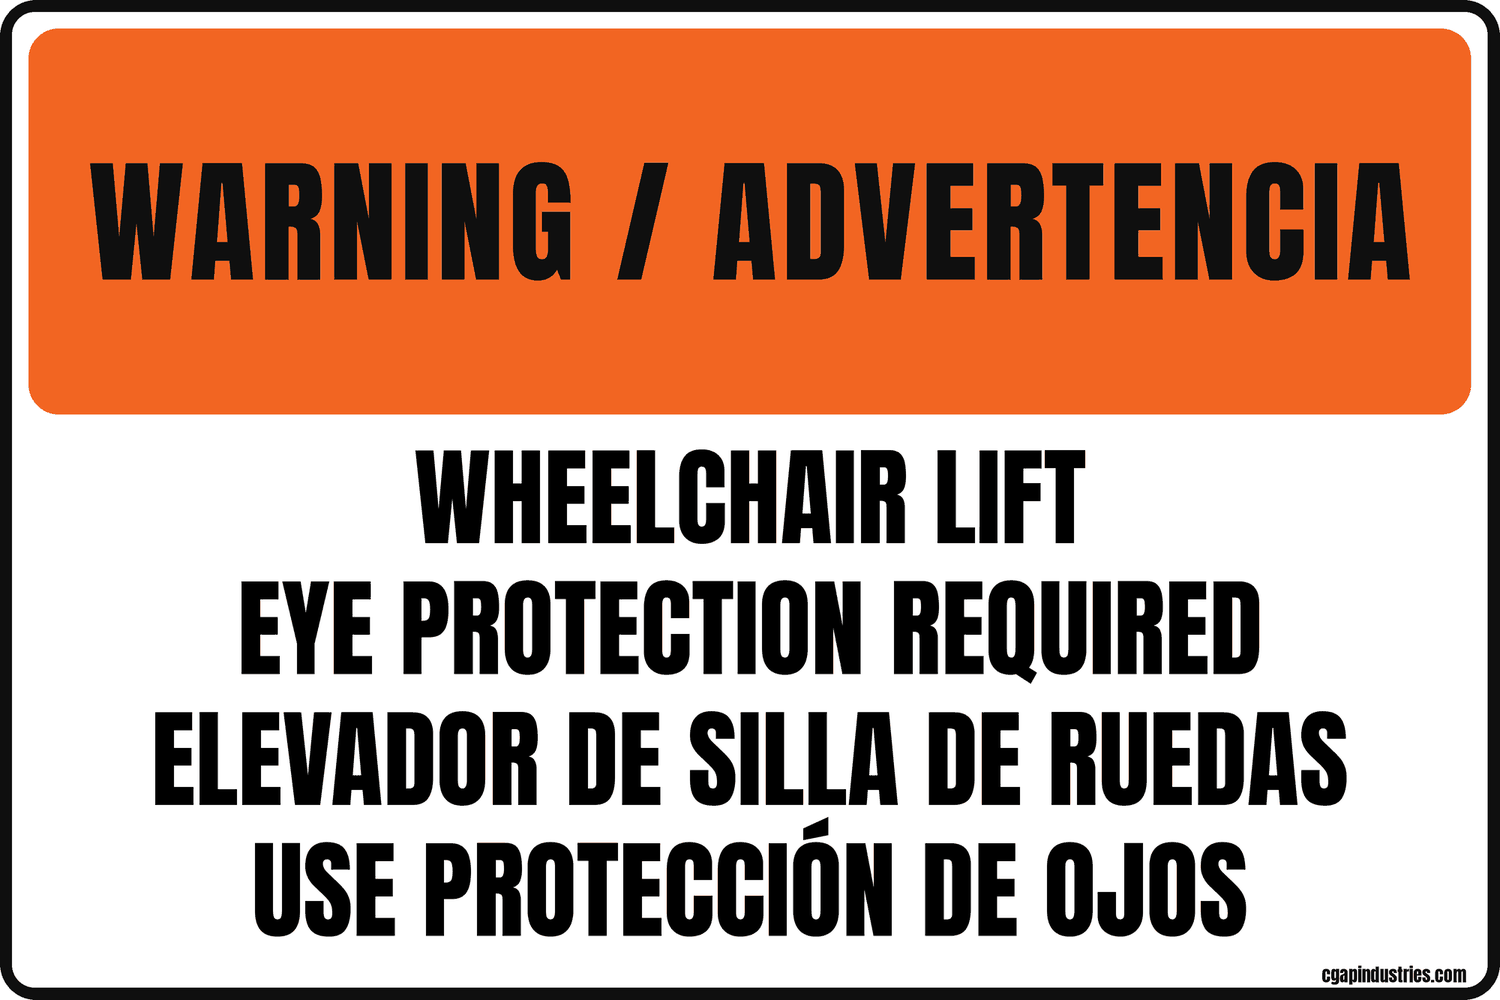 WARNING / ADVERTENCIA
WHEELCHAIR LIFT
EYE PROTECTION REQUIRED
ELEVADOR DE SILLA DE RUEDAS
USE PROTECCIÓN DE OJOS
cgapindustries.com